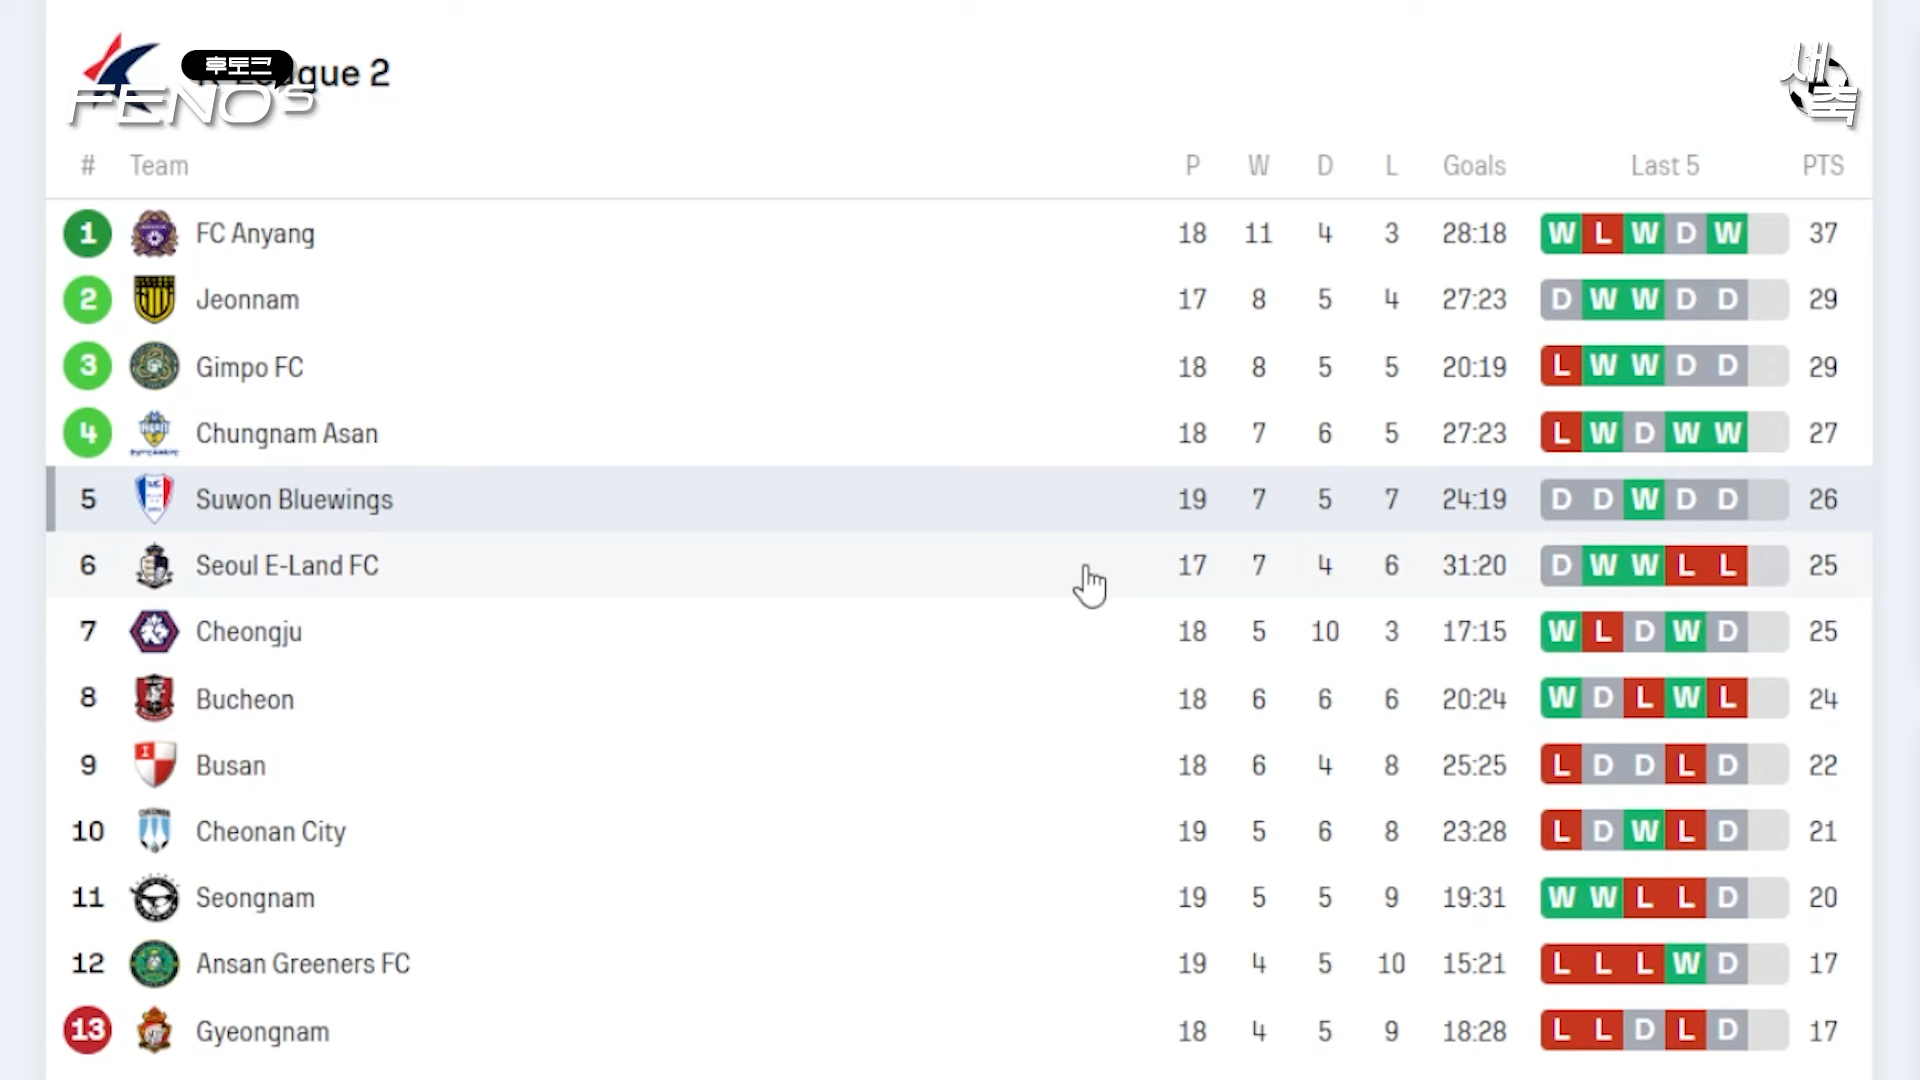 후토크
FENO's
gue 2
세축
# Team P W D L Goals Last 5 PTS
1 FC Anyang 18 11 4 3 28:18 W L W D W 37
2 Jeonnam 17 8 5 4 27:23 D W W D D 29
3 Gimpo FC 18 8 5 5 20:19 L W W D D 29
4 Chungnam Asan 18 7 6 5 27:23 L W D W W 27
5 Suwon Bluewings 19 7 5 7 24:19 D D W D D 26
6 Seoul E-Land FC 17 7 4 6 31:20 D W W L L 25
7 Cheongju 18 5 10 3 17:15 W L D W D 25
8 Bucheon 18 6 6 6 20:24 W D L W L 24
9 Busan 18 6 4 8 25:25 L D D L D 22
10 Cheonan City 19 5 6 8 23:28 L D W L D 21
11 Seongnam 19 5 5 9 19:31 W W L L D 20
12 Ansan Greeners FC 19 4 5 10 15:21 L L L W D 17
13 Gyeongnam 18 4 5 9 18:28 L L D L D 17